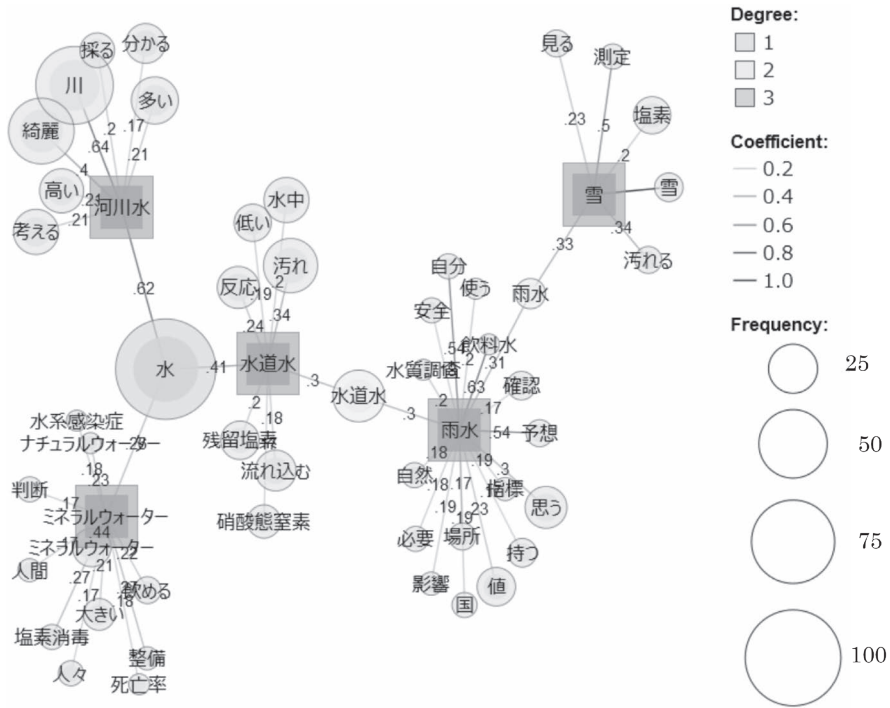 採る
分かる
川
多い
綺麗
.2
.17
.64
.21
.4
高い
.21
河川水
.21
考える
.62
水
.41
水中
低い
汚れ
反応
.19
.2
.34
.24
水道水
.3
.2
.18
残留塩素
流れ込む
硝酸態窒素
水道水
.3
見る
測定
塩素
.23
.5
.2
雪
雪
.34
.33
汚れる
雨水
自分
使う
安全
.54
飲料水
.2
.31
水質調査
.63
確認
.2
.17
雨水
.54
予想
.18
.19
.3
自然
.18
.17
指標
思う
.19
.19
.23
必要
場所
持つ
影響
国
値
水系感染症
ナチュラルウォーター
.18
.23
判断
.17
ミネラルウォーター
.44
ミネラルウォーター
.22
人間
.21
.27
飲める
.17
.18
大きい
塩素消毒
整備
人々
死亡率
Degree:
1
2
3
Coefficient:
0.2
0.4
0.6
0.8
1.0
Frequency:
25
50
75
100